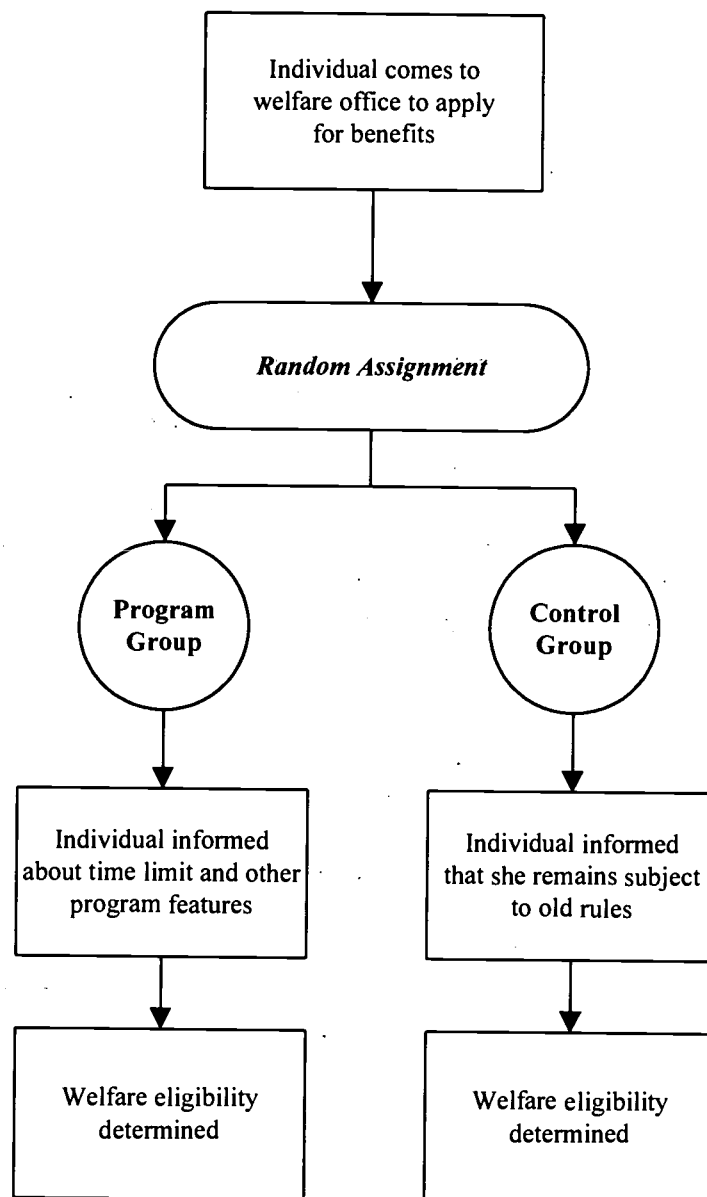 Individual comes to
welfare office to apply
for benefits
Random Assignment
Program
Group
Control
Group
Individual informed
about time limit and other
program features
Individual informed
that she remains subject
to old rules
Welfare eligibility
determined
Welfare eligibility
determined